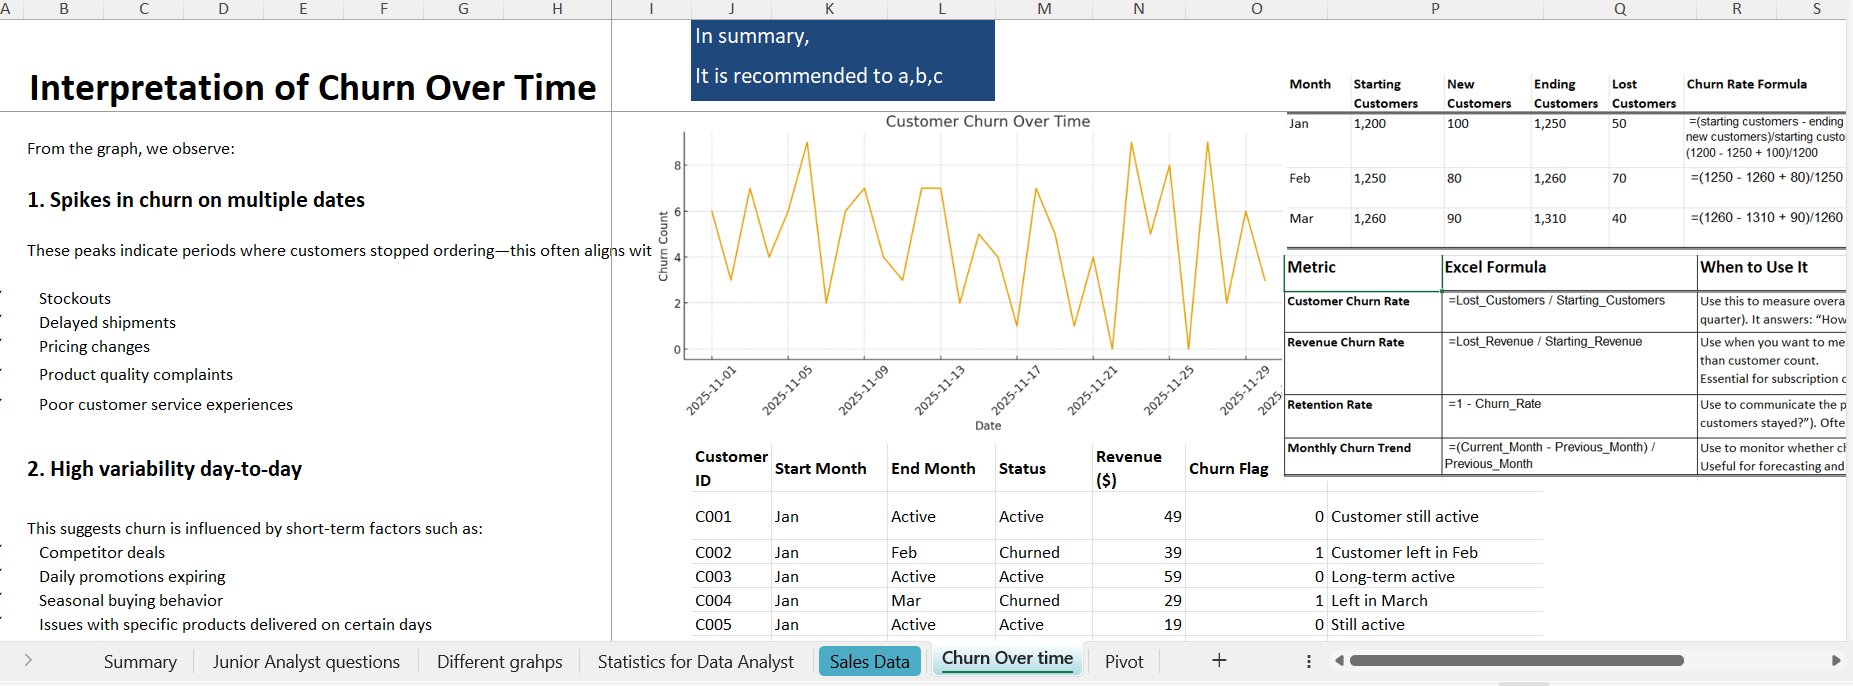 A B C D E F G H I J K L M N O P Q R S
Interpretation of Churn Over Time
From the graph, we observe:
1. Spikes in churn on multiple dates
These peaks indicate periods where customers stopped ordering—this often aligns wit
Stockouts
Delayed shipments
Pricing changes
Product quality complaints
Poor customer service experiences
2. High variability day-to-day
This suggests churn is influenced by short-term factors such as:
Competitor deals
Daily promotions expiring
Seasonal buying behavior
Issues with specific products delivered on certain days
In summary,
It is recommended to a,b,c
Customer Churn Over Time
Churn Count
8
6
4
2
0
2025-11-01 2025-11-05 2025-11-09 2025-11-13 2025-11-17 2025-11-21 2025-11-25 2025-11-29 2025-
Date
Customer ID Start Month End Month Status Revenue ($) Churn Flag
C001 Jan Active Active 49 0 Customer still active
C002 Jan Feb Churned 39 1 Customer left in Feb
C003 Jan Active Active 59 0 Long-term active
C004 Jan Mar Churned 29 1 Left in March
C005 Jan Active Active 19 0 Still active
Month Starting Customers New Customers Ending Customers Lost Customers Churn Rate Formula
Jan 1,200 100 1,250 50 =(starting customers - ending
new customers)/starting custo
(1200 - 1250 + 100)/1200
Feb 1,250 80 1,260 70 =(1250 - 1260 + 80)/1250
Mar 1,260 90 1,310 40 =(1260 - 1310 + 90)/1260
Metric Excel Formula When to Use It
Customer Churn Rate =Lost_Customers / Starting_Customers Use this to measure overa
quarter). It answers: “How
Revenue Churn Rate =Lost_Revenue / Starting_Revenue Use when you want to me
than customer count.
Essential for subscription c
Retention Rate =1 - Churn_Rate Use to communicate the p
customers stayed?”). Ofte
Monthly Churn Trend =(Current_Month - Previous_Month) / Previous_Month Use to monitor whether ch
Useful for forecasting and
Summary Junior Analyst questions Different grahps Statistics for Data Analyst Sales Data Churn Over time Pivot